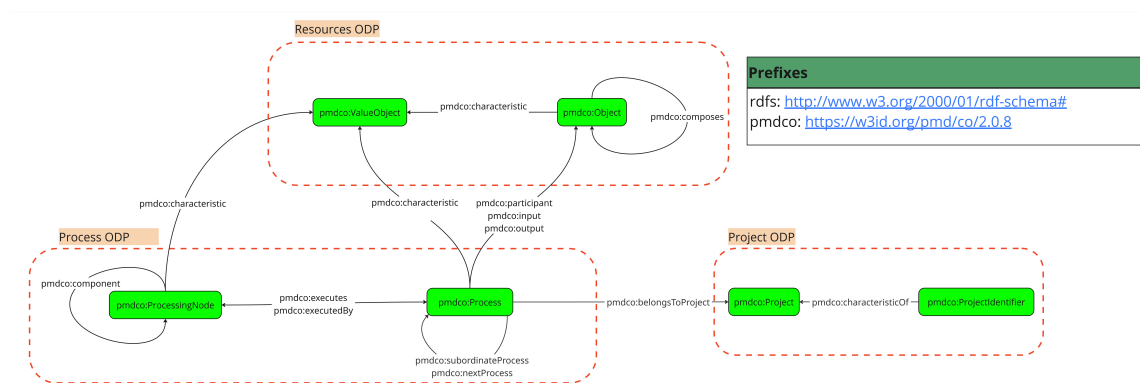 Resources ODP
Prefixes
rdfs: http://www.w3.org/2000/01/rdf-schema#
pmdco: https://w3id.org/pmd/co/2.0.8
pmdco:ValueObject
pmdco:characteristic
pmdco:Object
pmdco:composes
pmdco:characteristic
pmdco:characteristic
pmdco:participant
pmdco:input
pmdco:output
Process ODP
Project ODP
pmdco:component
pmdco:ProcessingNode
pmdco:executes
pmdco:executedBy
pmdco:Process
pmdco:belongsToProject
pmdco:Project
pmdco:characteristicOf
pmdco:ProjectIdentifier
pmdco:subordinateProcess
pmdco:nextProcess